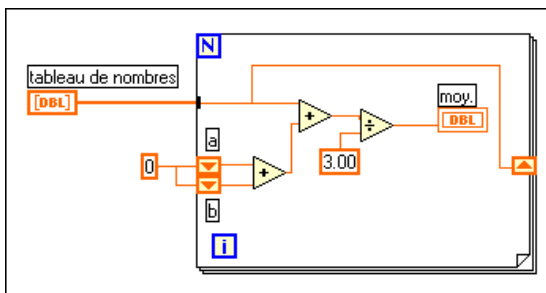 N
tableau de nombres
[DBL]
moy.
DBL
a
0
3.00
b
i